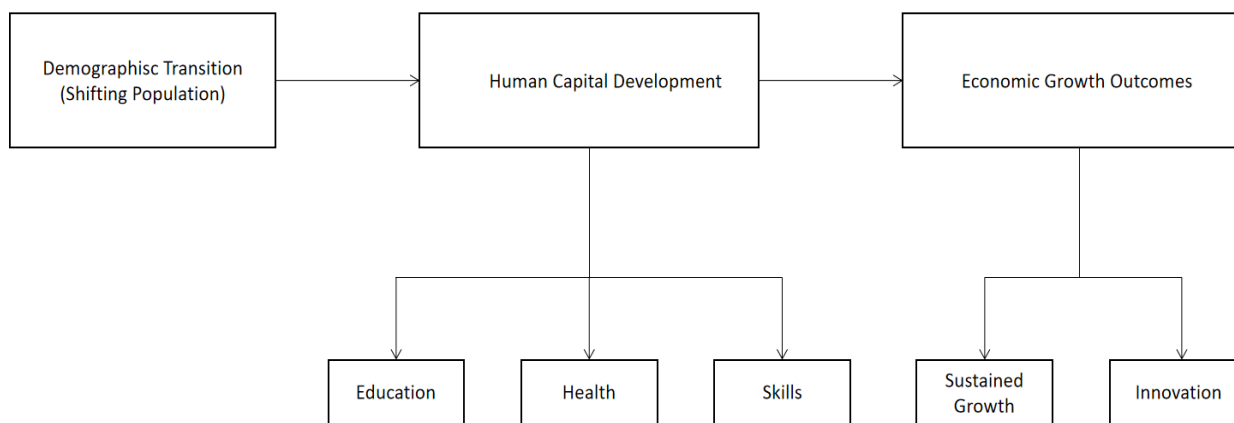 Demographisc Transition
(Shifting Population)
Human Capital Development
Economic Growth Outcomes
Education
Health
Skills
Sustained
Growth
Innovation